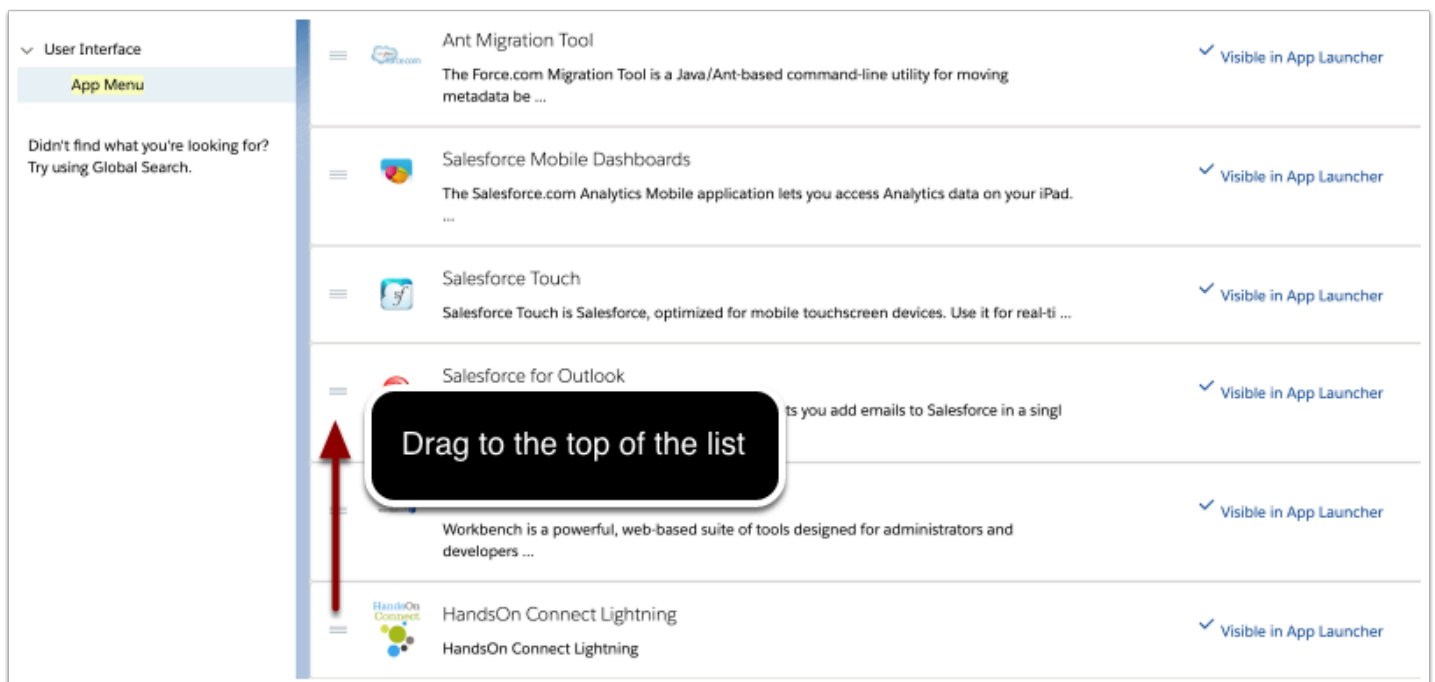 User Interface
App Menu
Didn't find what you're looking for?
Try using Global Search.
Ant Migration Tool
The Force.com Migration Tool is a Java/Ant-based command-line utility for moving
metadata be ...
Visible in App Launcher
Salesforce Mobile Dashboards
The Salesforce.com Analytics Mobile application lets you access Analytics data on your iPad.
...
Visible in App Launcher
Salesforce Touch
Salesforce Touch is Salesforce, optimized for mobile touchscreen devices. Use it for real-ti ...
Visible in App Launcher
Salesforce for Outlook
you add emails to Salesforce in a singl
Visible in App Launcher
Drag to the top of the list
Workbench is a powerful, web-based suite of tools designed for administrators and
developers ...
Visible in App Launcher
HandsOn
Connect
HandsOn Connect Lightning
HandsOn Connect Lightning
Visible in App Launcher